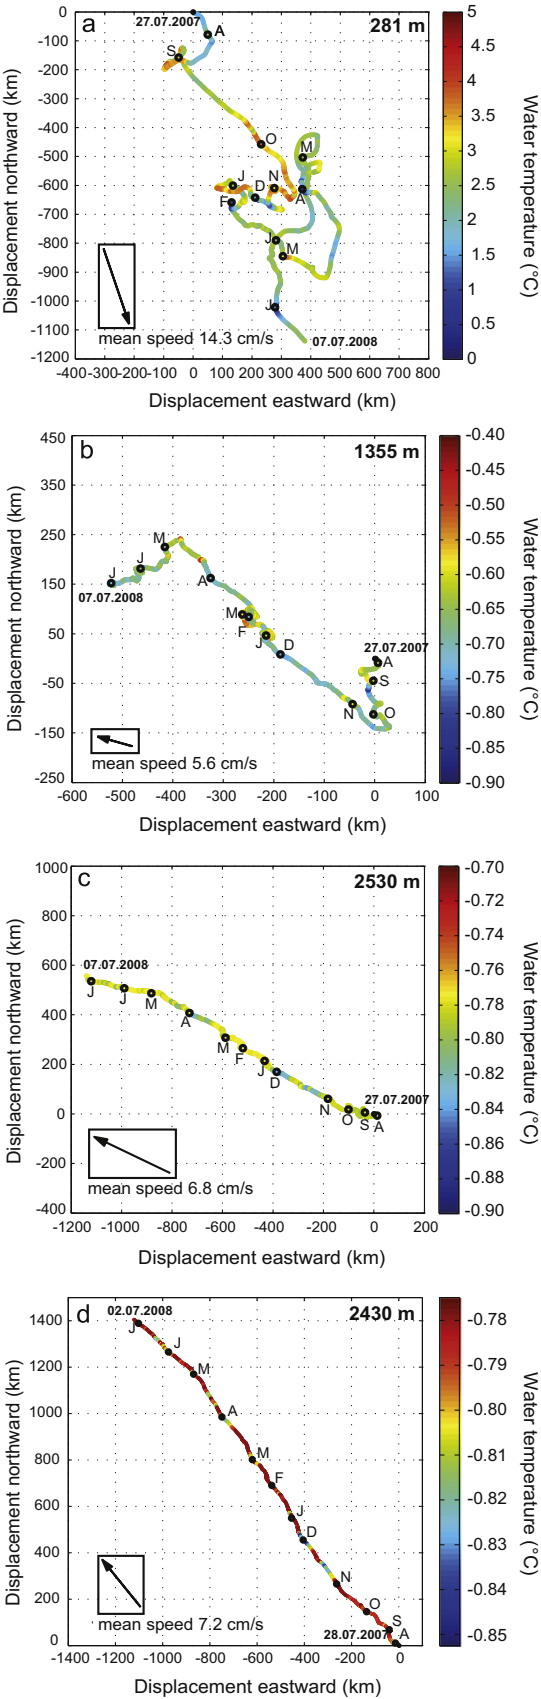 a
281 m
27.07.2007
A
S
O
M
J
D
N
A
F
J
M
J
07.07.2008
mean speed 14.3 cm/s
0
-100
-200
-300
-400
-500
-600
-700
-800
-900
-1000
-1100
-1200
-400 -300 -200 -100 0 100 200 300 400 500 600 700 800
Displacement northward (km)
Displacement eastward (km)
5
4.5
4
3.5
3
2.5
2
1.5
1
0.5
0
Water temperature (°C)
b
1355 m
M
J
J
07.07.2008
A
M
F
J
D
27.07.2007
A
S
N
O
mean speed 5.6 cm/s
450
350
250
150
50
-50
-150
-250
-600 -500 -400 -300 -200 -100 0 100
Displacement northward (km)
Displacement eastward (km)
-0.40
-0.45
-0.50
-0.55
-0.60
-0.65
-0.70
-0.75
-0.80
-0.85
-0.90
Water temperature (°C)
c
2530 m
07.07.2008
J
J
M
A
M
F
J
D
N
O
S
A
27.07.2007
mean speed 6.8 cm/s
1000
800
600
400
200
0
-200
-400
-1200 -1000 -800 -600 -400 -200 0 200
Displacement northward (km)
Displacement eastward (km)
-0.70
-0.72
-0.74
-0.76
-0.78
-0.80
-0.82
-0.84
-0.86
-0.88
-0.90
Water temperature (°C)
d
2430 m
02.07.2008
J
J
M
A
M
F
J
D
N
O
S
A
28.07.2007
mean speed 7.2 cm/s
1400
1200
1000
800
600
400
200
0
-1400 -1200 -1000 -800 -600 -400 -200 0
Displacement northward (km)
Displacement eastward (km)
-0.78
-0.79
-0.80
-0.81
-0.82
-0.83
-0.84
-0.85
Water temperature (°C)